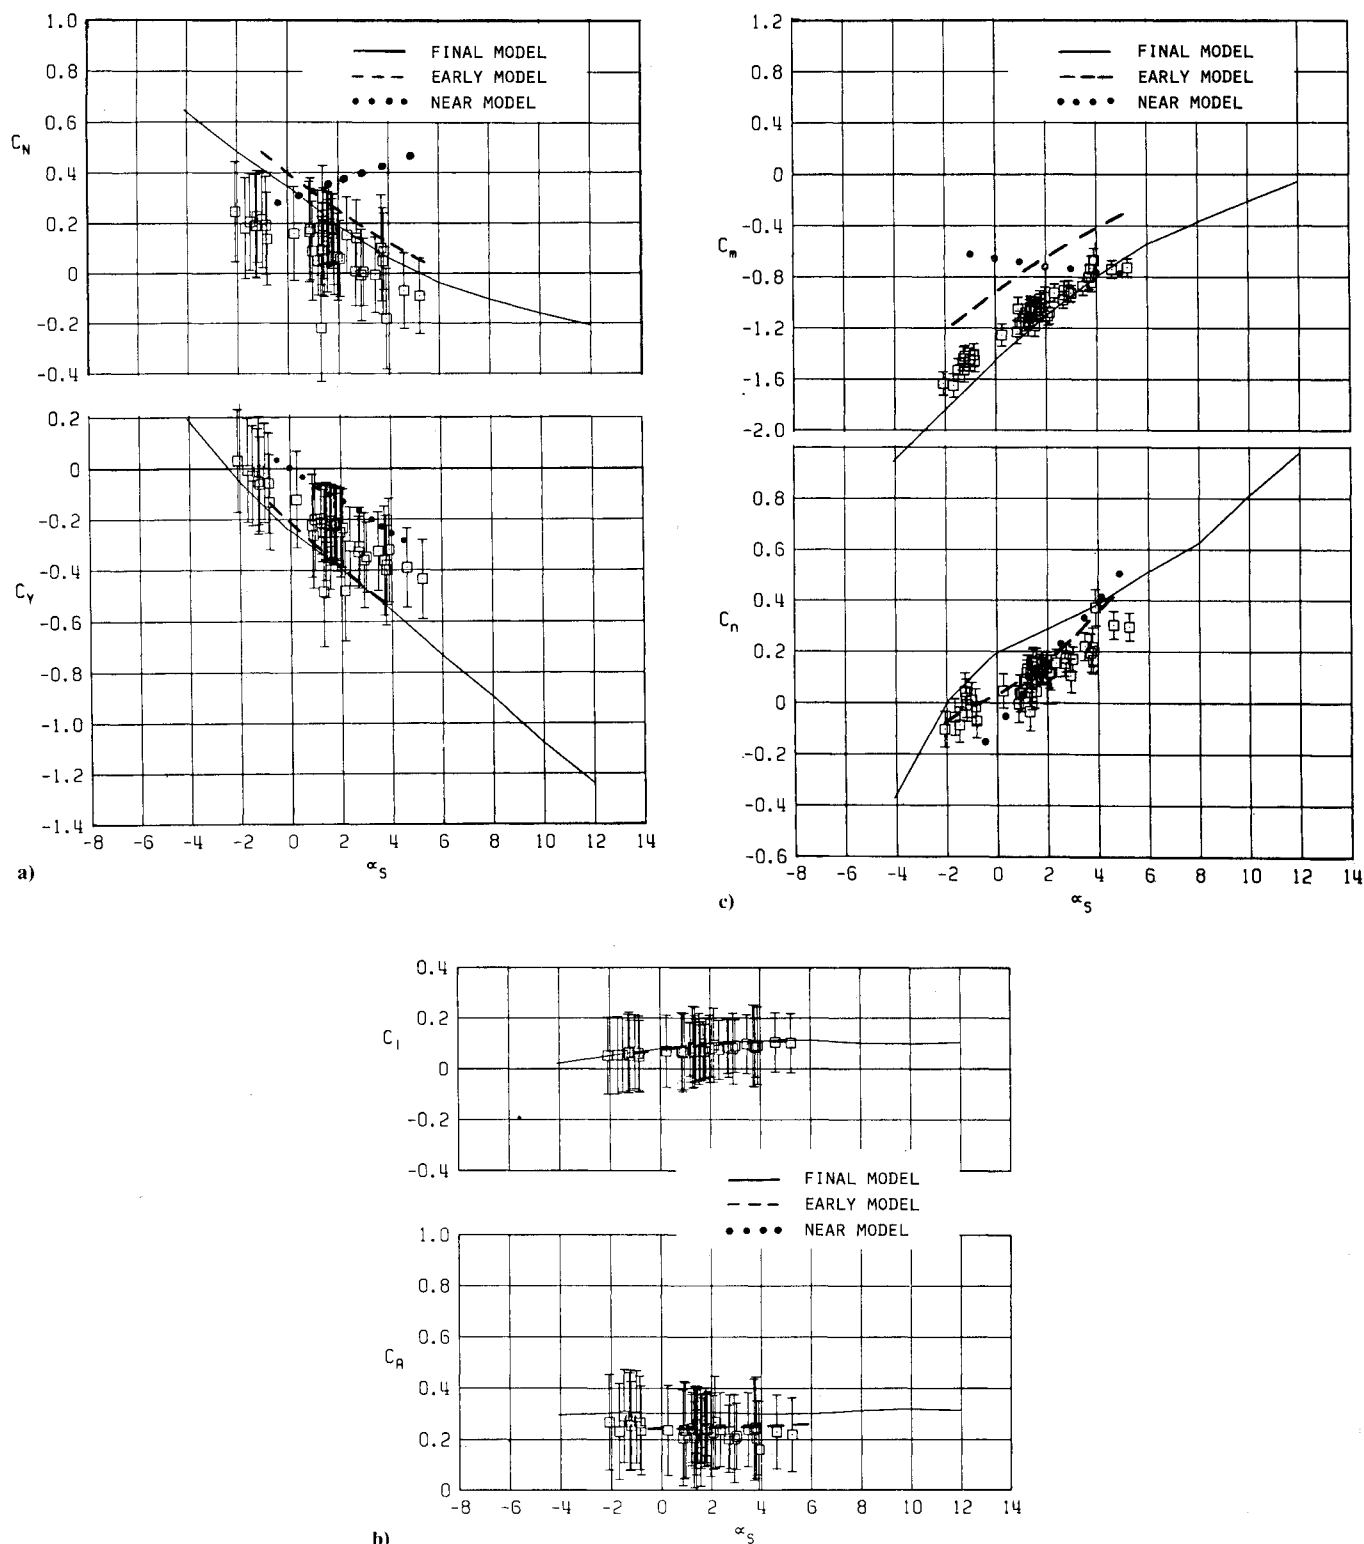 1.0
0.8
0.6
C_N
0.4
0.2
0
-0.2
-0.4
FINAL MODEL
EARLY MODEL
NEAR MODEL
0.2
0
-0.2
-0.4
C_Y
-0.6
-0.8
-1.0
-1.2
-1.4
-8 -6 -4 -2 0 2 4 6 8 10 12 14
∝_S
a)
1.2
0.8
0.4
0
-0.4
C_m
-0.8
-1.2
-1.6
-2.0
FINAL MODEL
EARLY MODEL
NEAR MODEL
0.8
0.6
0.4
C_n
0.2
0
-0.2
-0.4
-0.6
-8 -6 -4 -2 0 2 4 6 8 10 12 14
∝_S
c)
0.4
0.2
C_l
0
-0.2
-0.4
FINAL MODEL
EARLY MODEL
NEAR MODEL
1.0
0.8
0.6
C_A
0.4
0.2
0
-8 -6 -4 -2 0 2 4 6 8 10 12 14
∝_S
b)